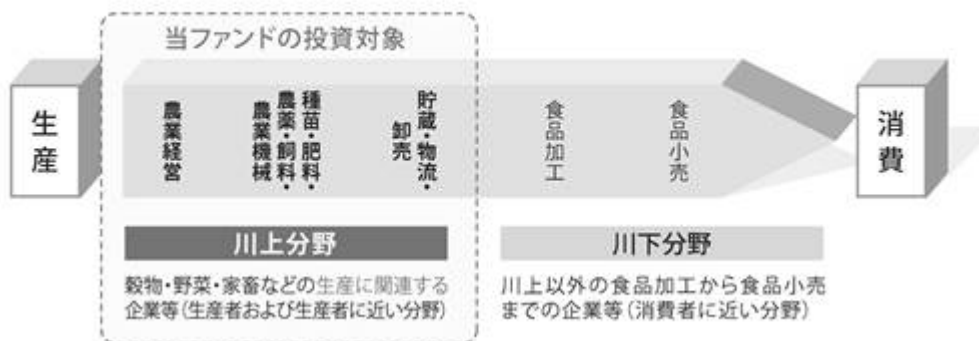 当ファンドの投資対象
生産
農業経営
種苗・肥料・
農薬・飼料・
農業機械
貯蔵・物流・
卸売
食品加工
食品小売
消費
川上分野
穀物・野菜・家畜などの生産に関連する
企業等(生産者および生産者に近い分野)
川下分野
川上以外の食品加工から食品小売
までの企業等(消費者に近い分野)